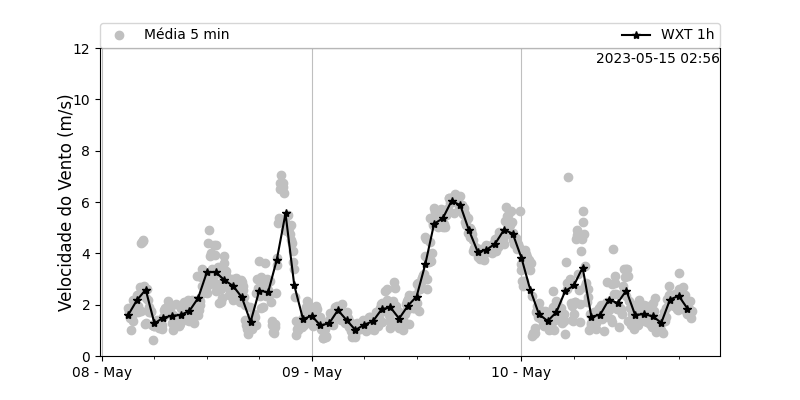 Média 5 min
WXT 1h
2023-05-15 02:56
12
10
8
6
4
2
0
Velocidade do Vento (m/s)
08 - May
09 - May
10 - May